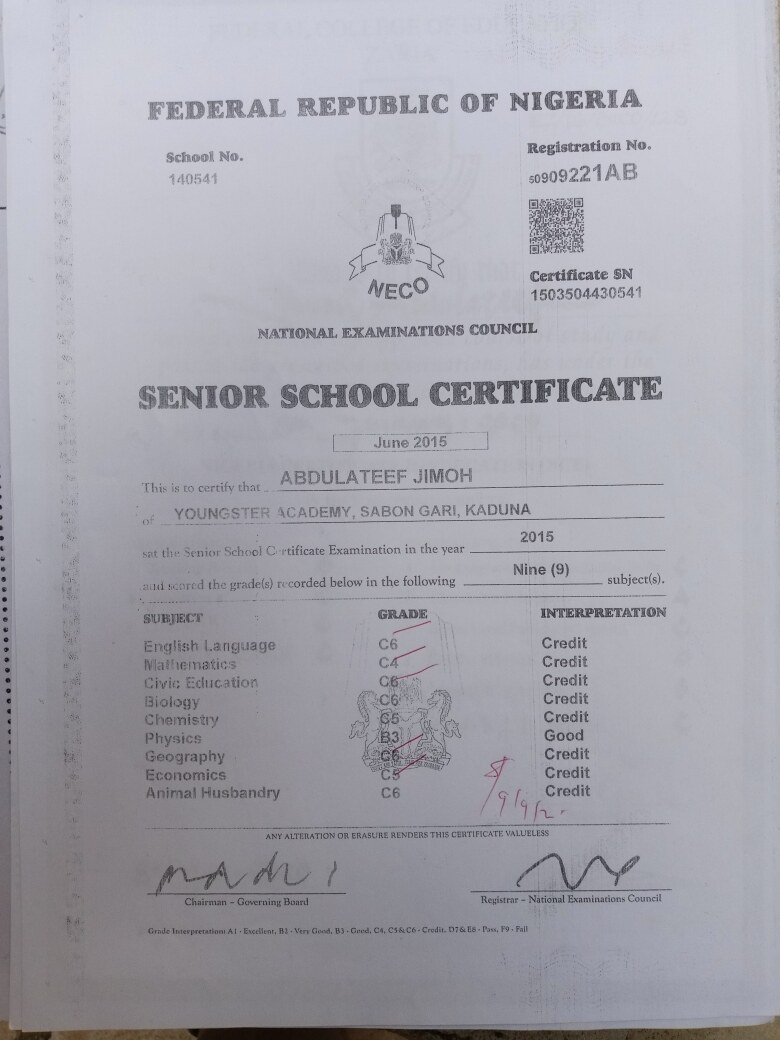 FEDERAL REPUBLIC OF NIGERIA
School No.
140541
Registration No.
50909221AB
NECO
Certificate SN
1503504430541
NATIONAL EXAMINATIONS COUNCIL
SENIOR SCHOOL CERTIFICATE
June 2015
This is to certify that ABDULATEEF JIMOH
of YOUNGSTER ACADEMY, SABON GARI, KADUNA
sat the Senior School Certificate Examination in the year 2015
and scored the grade(s) recorded below in the following Nine (9) subject(s).
SUBJECT GRADE INTERPRETATION
English Language C6 Credit
Mathematics C4 Credit
Civic Education C6 Credit
Biology C6 Credit
Chemistry C5 Credit
Physics B3 Good
Geography C6 Credit
Economics C5 Credit
Animal Husbandry C6 Credit
ANY ALTERATION OR ERASURE RENDERS THIS CERTIFICATE VALUELESS
Chairman - Governing Board
Registrar - National Examinations Council
Grade Interpretation: A1 - Excellent, B2 - Very Good, B3 - Good, C4, C5 & C6 - Credit, D7 & E8 - Pass, F9 - Fail